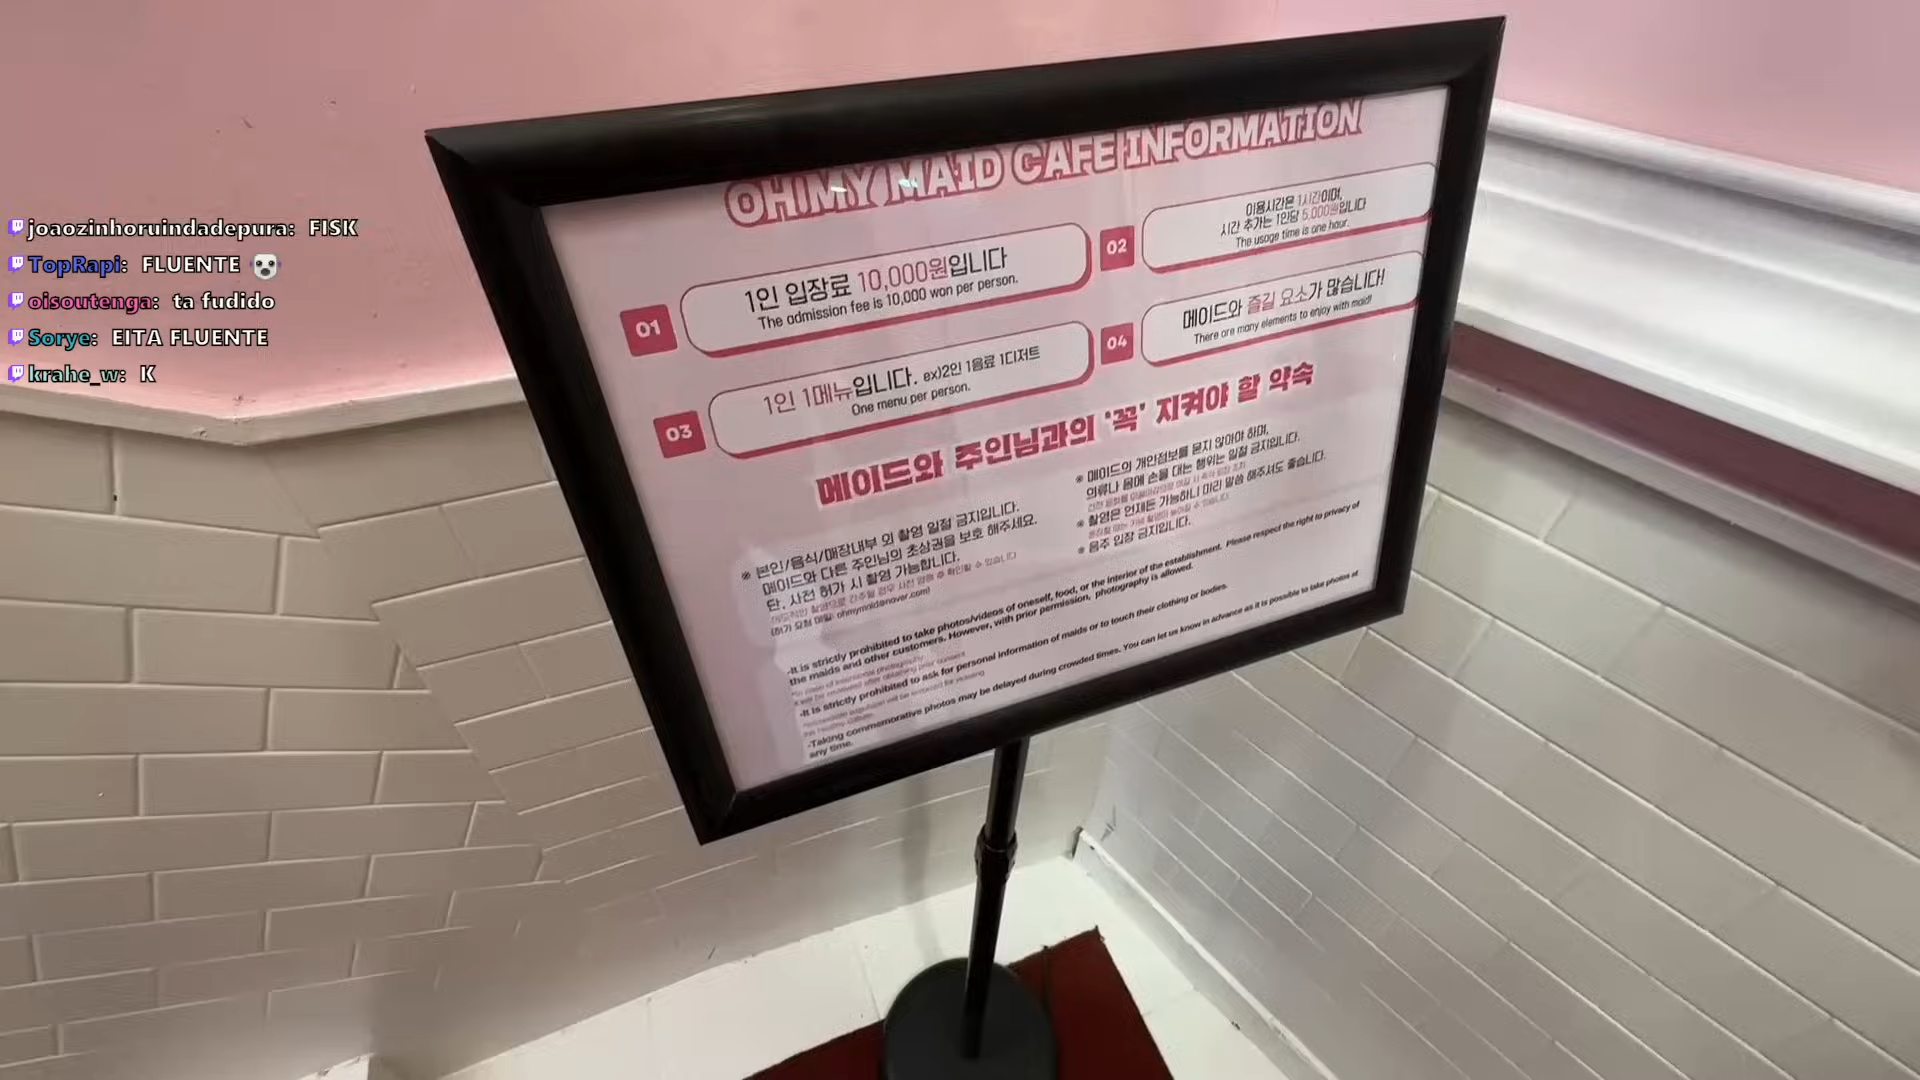 joaozinhoruindadepura: FISK
TopRapi: FLUENTE
oisoutenga: ta fudido
Sorye: EITA FLUENTE
krahe_w: K
OH MY MAID CAFE INFORMATION
01
1인 입장료 10,000원입니다
The admission fee is 10,000 won per person.
02
이용시간은 1시간이며,
시간 추가는 1인당 5,000원입니다
The usage time is one hour.
03
1인 1메뉴입니다. ex)2인 1음료 1디저트
One menu per person.
04
메이드와 즐길 요소가 많습니다!
There are many elements to enjoy with maid!
메이드와 주인님과의 '꼭' 지켜야 할 약속
※ 본인/음식/매장내부 외 촬영 일절 금지입니다.
메이드와 다른 주인님의 초상권을 보호 해주세요.
단, 사전 허가 시 촬영 가능합니다.
(허가 요청 메일: ohmymaid@naver.com)
※ 메이드의 개인정보를 묻지 않아야 하며,
의류나 몸에 손을 대는 행위는 일절 금지입니다.
※ 촬영은 언제든 가능하니 미리 말씀 해주셔도 좋습니다.
※ 음주 입장 금지입니다.
-It is strictly prohibited to take photos/videos of oneself, food, or the interior of the establishment. Please respect the right to privacy of
the maids and other customers. However, with prior permission, photography is allowed.
-It is strictly prohibited to ask for personal information of maids or to touch their clothing or bodies.
-Taking commemorative photos may be delayed during crowded times. You can let us know in advance as it is possible to take photos at
any time.